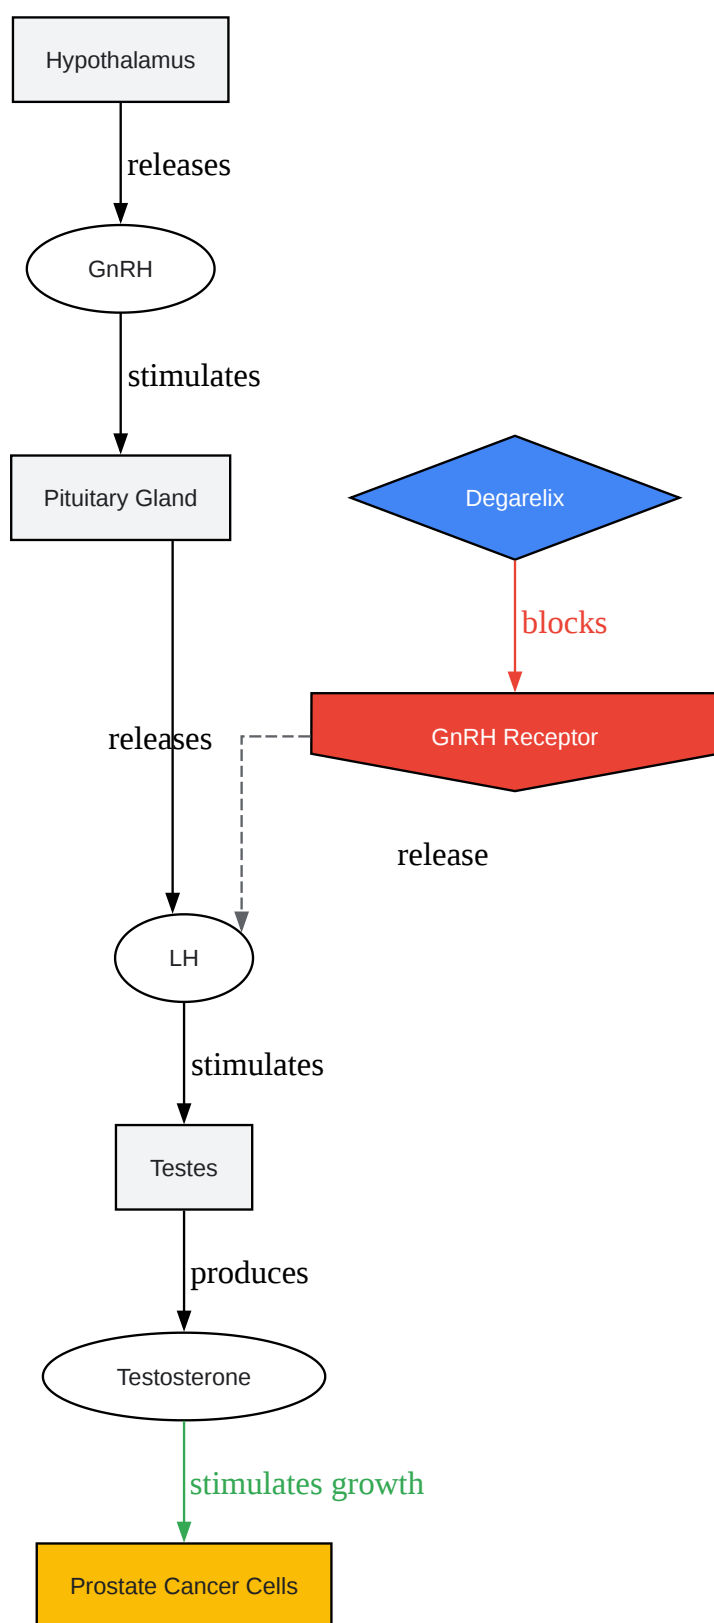 Hypothalamus
releases
GnRH
stimulates
Pituitary Gland
Degarelix
blocks
releases
GnRH Receptor
release
LH
stimulates
Testes
produces
Testosterone
stimulates growth
Prostate Cancer Cells